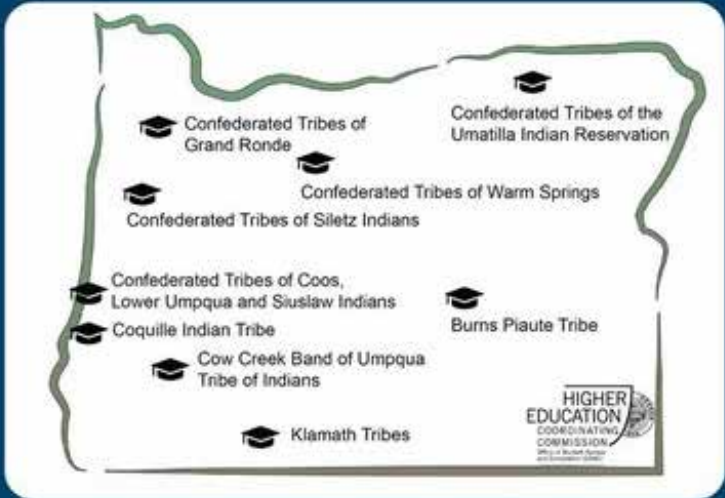 Confederated Tribes of
Grand Ronde
Confederated Tribes of the
Umatilla Indian Reservation
Confederated Tribes of Warm Springs
Confederated Tribes of Siletz Indians
Confederated Tribes of Coos,
Lower Umpqua and Siuslaw Indians
Burns Piaute Tribe
Coquille Indian Tribe
Cow Creek Band of Umpqua
Tribe of Indians
Klamath Tribes
HIGHER
EDUCATION
COORDINATING
COMMISSION